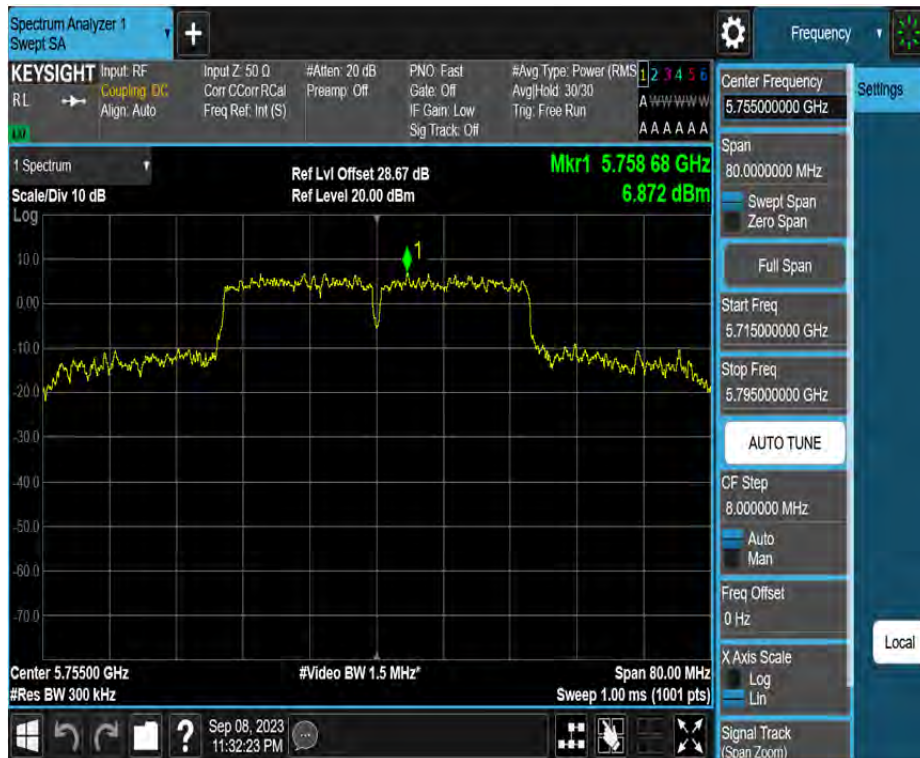 Spectrum Analyzer 1
Swept SA
Frequency
KEYSIGHT
RL
LXI
Input: RF
Coupling: DC
Align: Auto
Input Z: 50 Ω
Corr CCorr RCal
Freq Ref: Int (S)
#Atten: 20 dB
Preamp: Off
PNO: Fast
Gate: Off
IF Gain: Low
Sig Track: Off
#Avg Type: Power (RMS
Avg|Hold: 30/30
Trig: Free Run
1 2 3 4 5 6
A W W W W W
A A A A A A
1 Spectrum
Scale/Div 10 dB
Ref Lvl Offset 28.67 dB
Ref Level 20.00 dBm
Mkr1 5.758 68 GHz
6.872 dBm
Log
1
10.0
0.00
-10.0
-20.0
-30.0
-40.0
-50.0
-60.0
-70.0
Center 5.75500 GHz
#Res BW 300 kHz
#Video BW 1.5 MHz*
Span 80.00 MHz
Sweep 1.00 ms (1001 pts)
?
Sep 08, 2023
11:32:23 PM
Center Frequency
5.755000000 GHz
Span
80.0000000 MHz
Swept Span
Zero Span
Full Span
Start Freq
5.715000000 GHz
Stop Freq
5.795000000 GHz
AUTO TUNE
CF Step
8.000000 MHz
Auto
Man
Freq Offset
0 Hz
X Axis Scale
Log
Lin
Signal Track
(Span Zoom)
Settings
Local